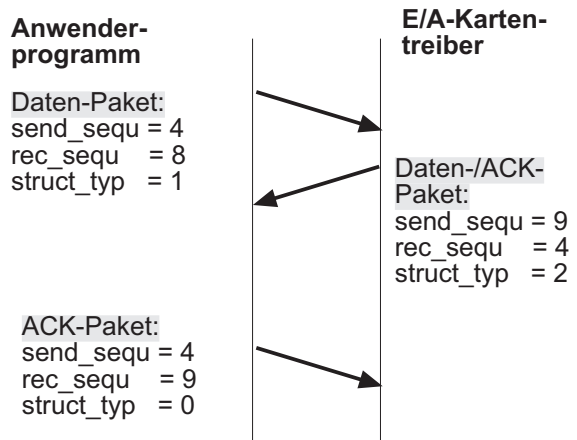 Anwender-
programm
E/A-Karten-
treiber
Daten-Paket:
send_sequ = 4
rec_sequ = 8
struct_typ = 1
Daten-/ACK-
Paket:
send_sequ = 9
rec_sequ = 4
struct_typ = 2
ACK-Paket:
send_sequ = 4
rec_sequ = 9
struct_typ = 0